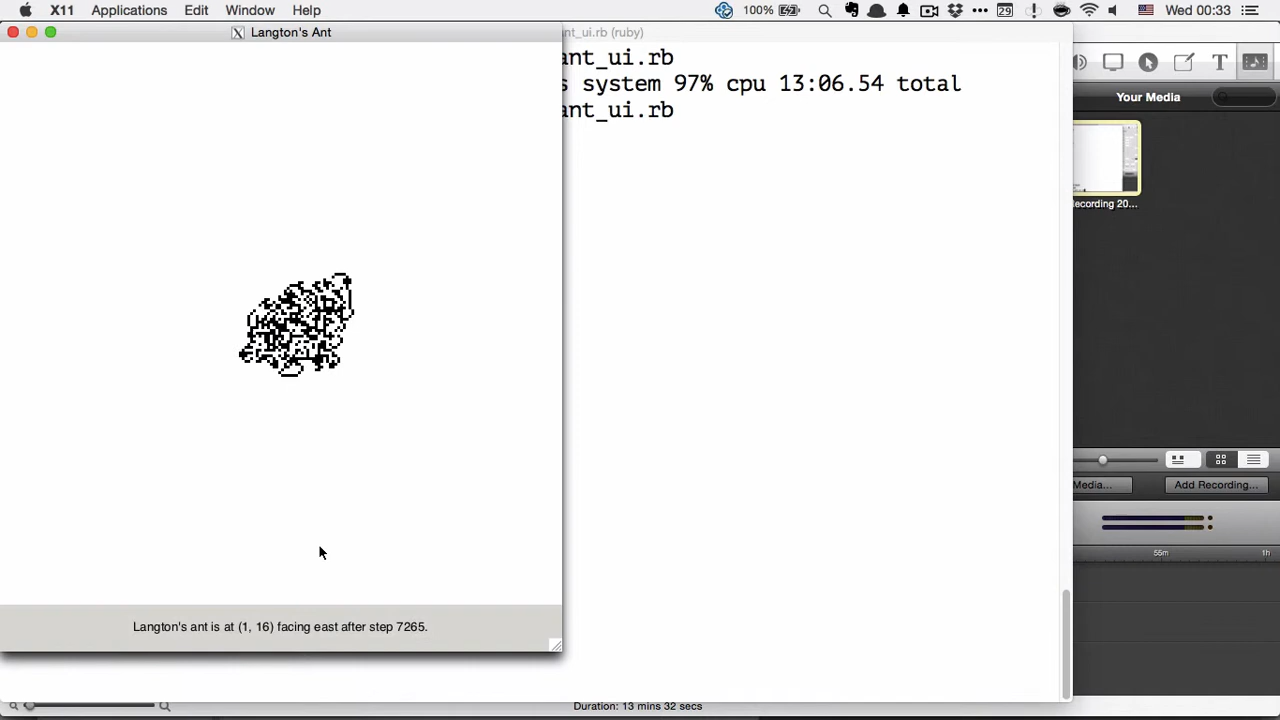 X11 Applications Edit Window Help
100%
29
Wed 00:33
Langton's Ant
ant_ui.rb (ruby)
ant_ui.rb
s system 97% cpu 13:06.54 total
ant_ui.rb
T
Your Media
ecording 20...
Media...
Add Recording...
55m
1h
Langton's ant is at (1, 16) facing east after step 7265.
Duration: 13 mins 32 secs